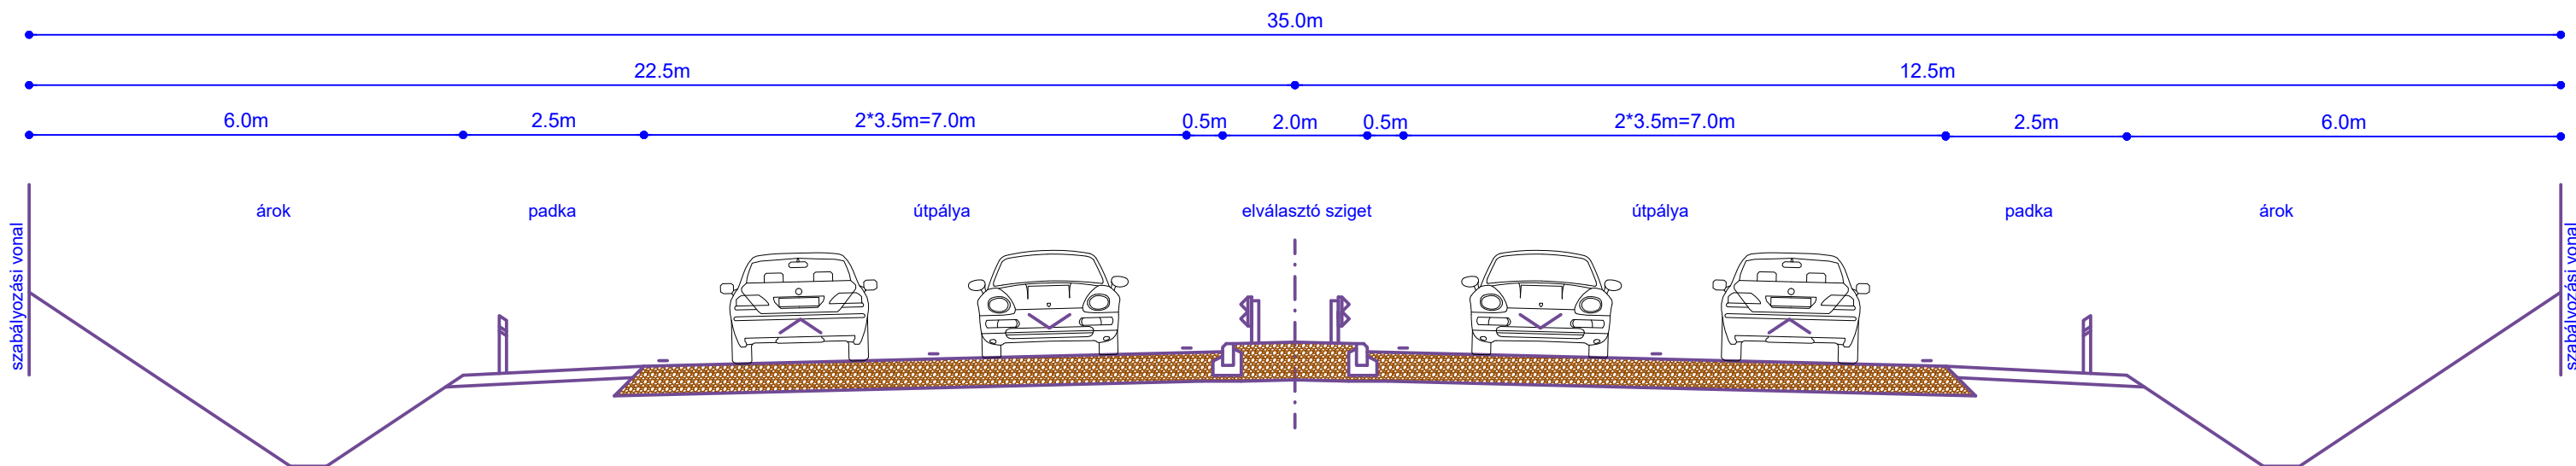 35.0m
22.5m 12.5m
6.0m 2.5m 2*3.5m=7.0m 0.5m 2.0m 0.5m 2*3.5m=7.0m 2.5m 6.0m
árok padka útpálya elválasztó sziget útpálya padka árok
szabályozási vonal
szabályozási vonal